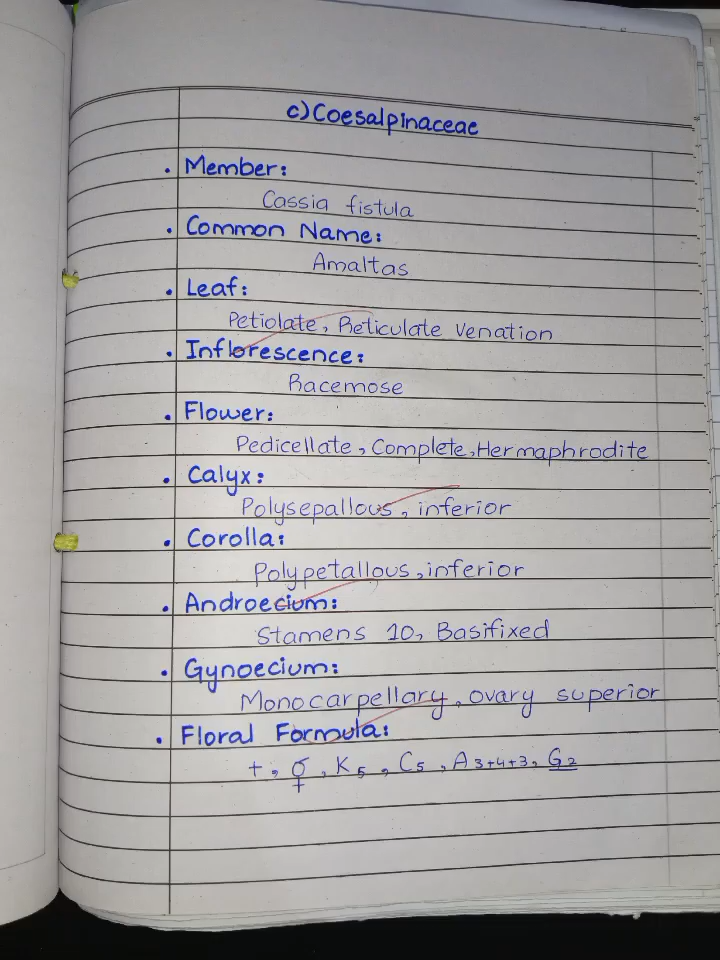 c) Coesalpinaceae
• Member:
Cassia fistula
• Common Name:
Amaltas
• Leaf:
Petiolate, Reticulate Venation
• Inflorescence:
Racemose
• Flower:
Pedicellate, Complete, Hermaphrodite
• Calyx:
Polysepallous, inferior
• Corolla:
Polypetallous, inferior
• Androecium:
Stamens 10, Basifixed
• Gynoecium:
Monocarpellary, ovary superior
• Floral Formula:
+, ⚥, K5, C5, A3+4+3, G2